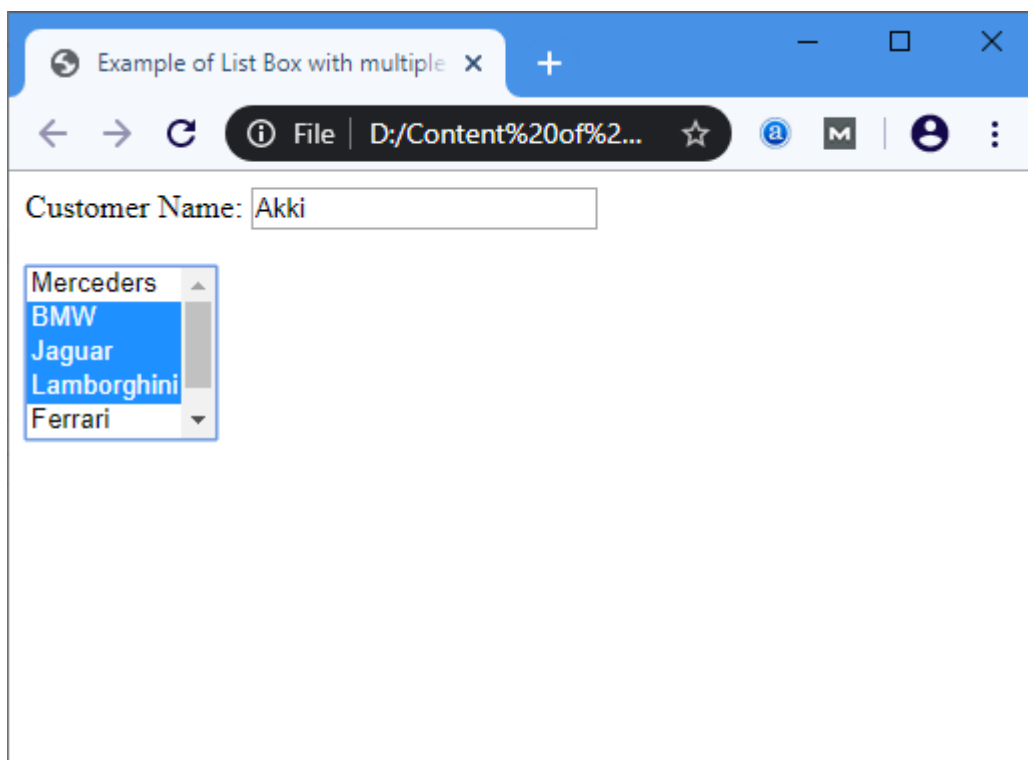 Example of List Box with multiple
File D:/Content%20of%2...
Customer Name: Akki
Merceders
BMW
Jaguar
Lamborghini
Ferrari